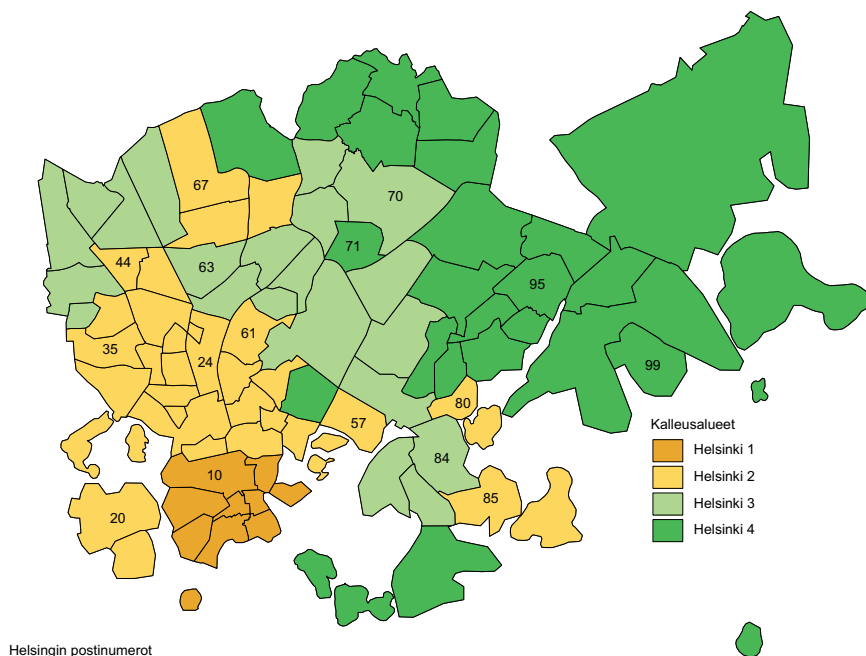 67
70
71
44
63
95
61
35
24
99
80
57
Kalleusalueet
Helsinki 1
84
10
Helsinki 2
85
Helsinki 3
20
Helsinki 4
Helsingin postinumerot